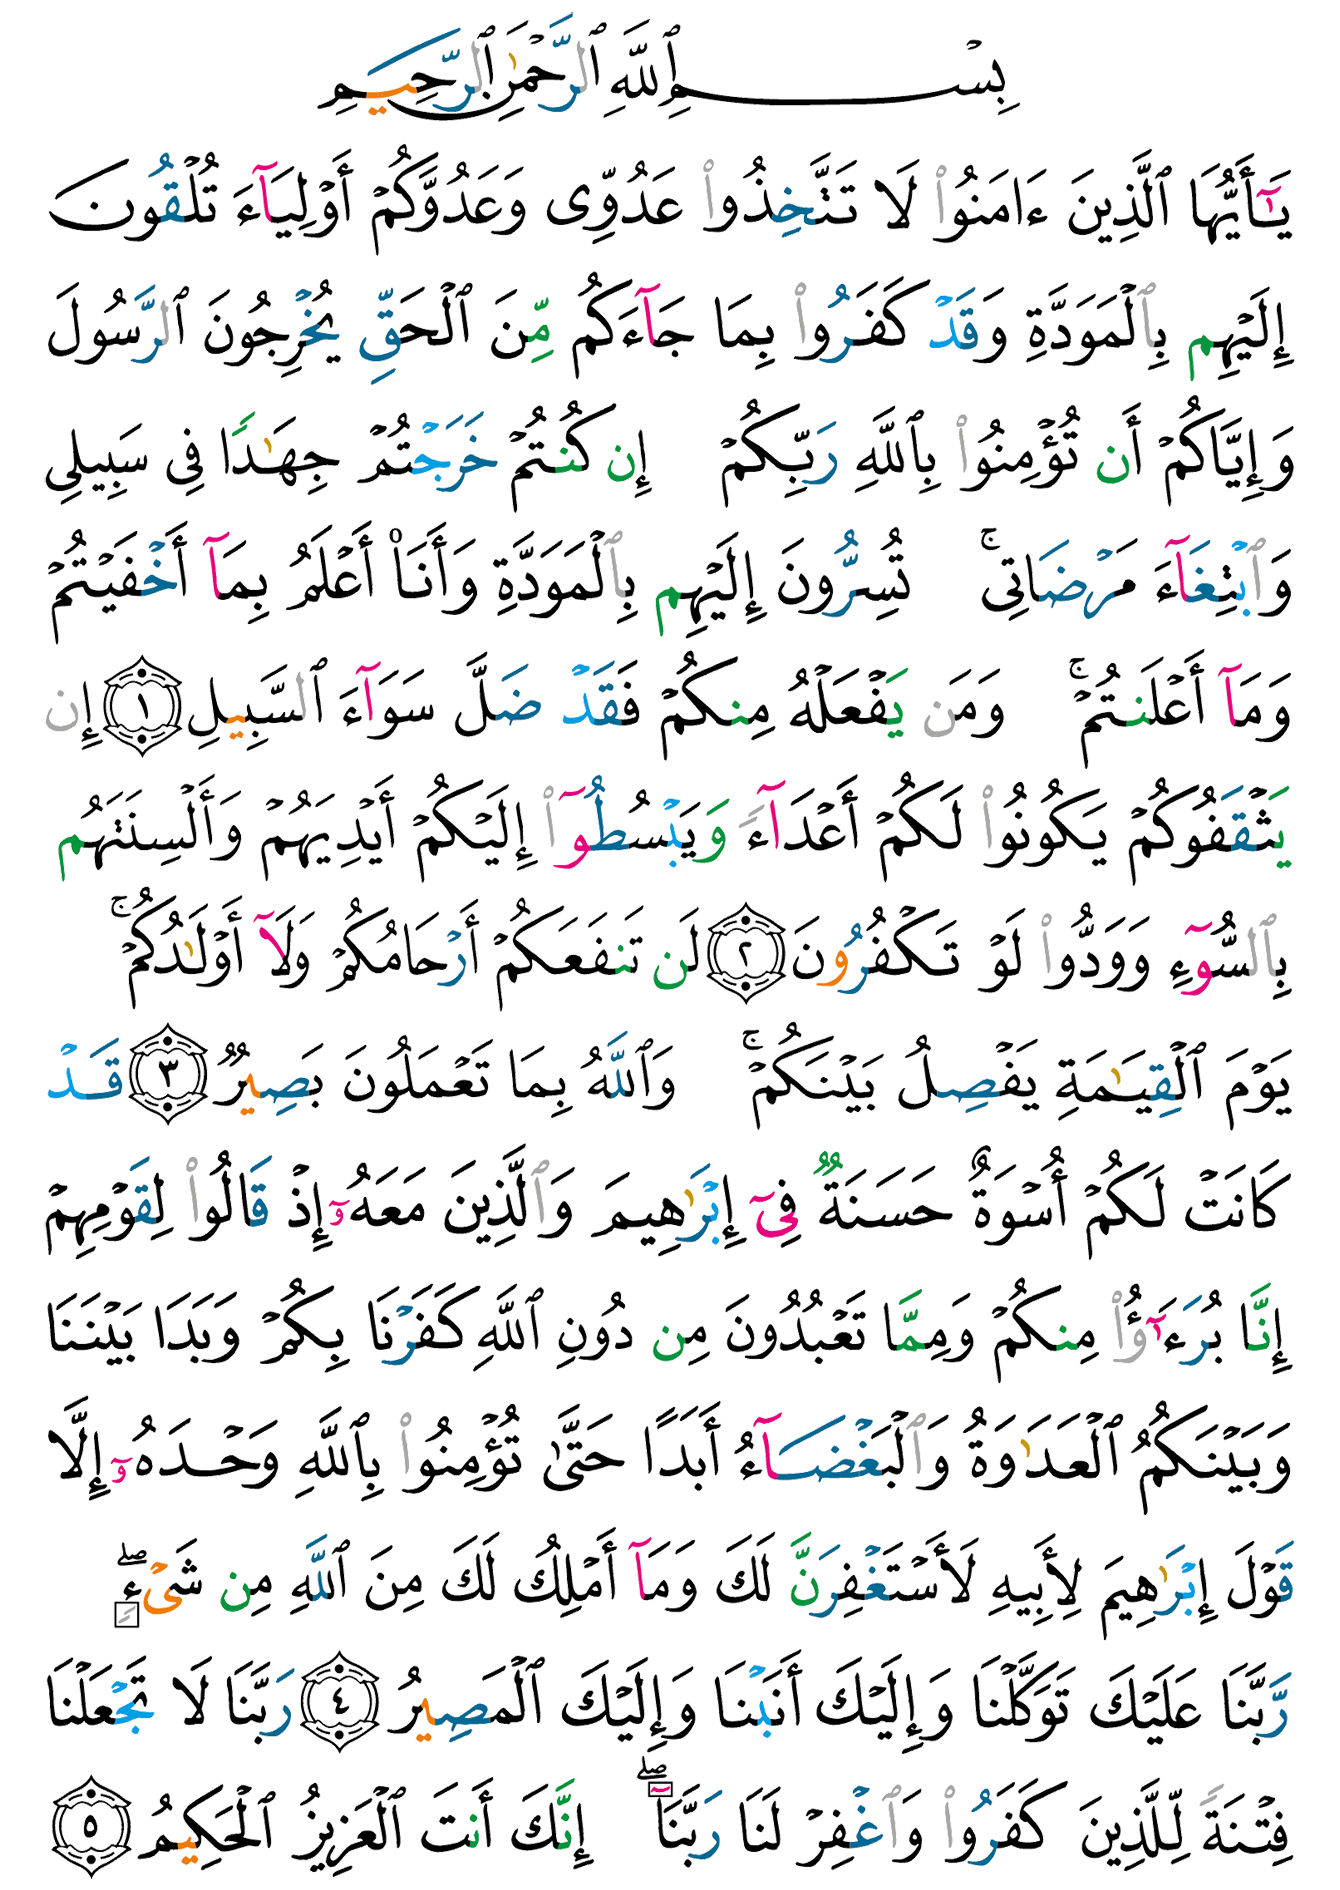 بِسْمِ ٱللَّهِ ٱلرَّحْمَٰنِ ٱلرَّحِيمِ
يَٰٓأَيُّهَا ٱلَّذِينَ ءَامَنُوا۟ لَا تَتَّخِذُوا۟ عَدُوِّى وَعَدُوَّكُمْ أَوْلِيَآءَ تُلْقُونَ
إِلَيْهِم بِٱلْمَوَدَّةِ وَقَدْ كَفَرُوا۟ بِمَا جَآءَكُم مِّنَ ٱلْحَقِّ يُخْرِجُونَ ٱلرَّسُولَ
وَإِيَّاكُمْ أَن تُؤْمِنُوا۟ بِٱللَّهِ رَبِّكُمْ إِن كُنتُمْ خَرَجْتُمْ جِهَٰدًا فِى سَبِيلِى
وَٱبْتِغَآءَ مَرْضَاتِى ۚ تُسِرُّونَ إِلَيْهِم بِٱلْمَوَدَّةِ وَأَنَا۠ أَعْلَمُ بِمَآ أَخْفَيْتُمْ
وَمَآ أَعْلَنتُمْ ۚ وَمَن يَفْعَلْهُ مِنكُمْ فَقَدْ ضَلَّ سَوَآءَ ٱلسَّبِيلِ ١ إِن
يَثْقَفُوكُمْ يَكُونُوا۟ لَكُمْ أَعْدَآءً وَيَبْسُطُوٓا۟ إِلَيْكُمْ أَيْدِيَهُمْ وَأَلْسِنَتَهُم
بِٱلسُّوٓءِ وَوَدُّوا۟ لَوْ تَكْفُرُونَ ٢ لَن تَنفَعَكُمْ أَرْحَامُكُمْ وَلَآ أَوْلَٰدُكُمْ ۚ
يَوْمَ ٱلْقِيَٰمَةِ يَفْصِلُ بَيْنَكُمْ ۚ وَٱللَّهُ بِمَا تَعْمَلُونَ بَصِيرٌ ٣ قَدْ
كَانَتْ لَكُمْ أُسْوَةٌ حَسَنَةٌ فِىٓ إِبْرَٰهِيمَ وَٱلَّذِينَ مَعَهُۥٓ إِذْ قَالُوا۟ لِقَوْمِهِمْ
إِنَّا بُرَءَٰٓؤُا۟ مِنكُمْ وَمِمَّا تَعْبُدُونَ مِن دُونِ ٱللَّهِ كَفَرْنَا بِكُمْ وَبَدَا بَيْنَنَا
وَبَيْنَكُمُ ٱلْعَدَٰوَةُ وَٱلْبَغْضَآءُ أَبَدًا حَتَّىٰ تُؤْمِنُوا۟ بِٱللَّهِ وَحْدَهُۥٓ إِلَّا
قَوْلَ إِبْرَٰهِيمَ لِأَبِيهِ لَأَسْتَغْفِرَنَّ لَكَ وَمَآ أَمْلِكُ لَكَ مِنَ ٱللَّهِ مِن شَىْءٍ ۖ
رَّبَّنَا عَلَيْكَ تَوَكَّلْنَا وَإِلَيْكَ أَنَبْنَا وَإِلَيْكَ ٱلْمَصِيرُ ٤ رَبَّنَا لَا تَجْعَلْنَا
فِتْنَةً لِّلَّذِينَ كَفَرُوا۟ وَٱغْفِرْ لَنَا رَبَّنَآ ۖ إِنَّكَ أَنتَ ٱلْعَزِيزُ ٱلْحَكِيمُ ٥